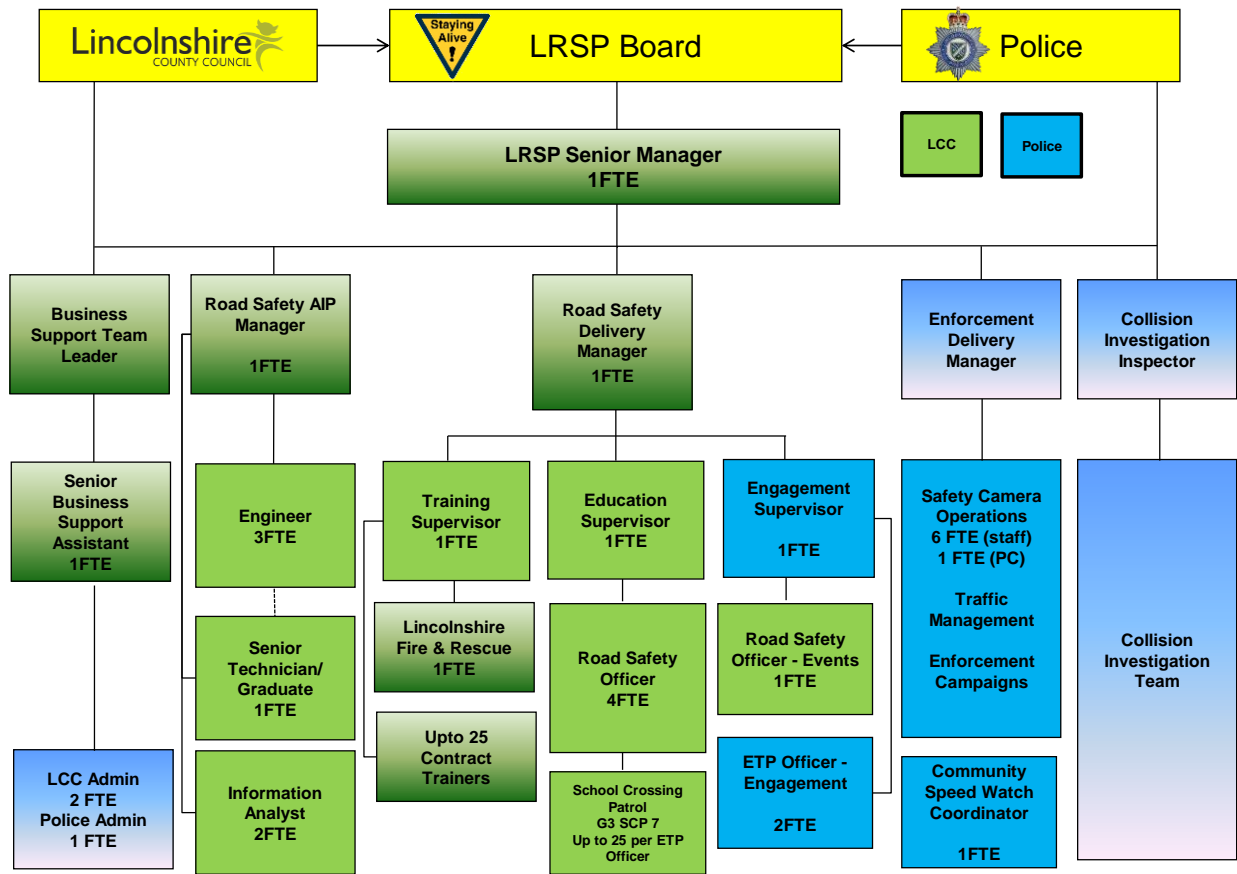 Lincolnshire
COUNTY COUNCIL
Staying
Alive
!
LRSP Board
Police
LRSP Senior Manager
1FTE
LCC
Police
Business
Support Team
Leader
Road Safety AIP
Manager
1FTE
Road Safety
Delivery
Manager
1FTE
Enforcement
Delivery
Manager
Collision
Investigation
Inspector
Senior
Business
Support
Assistant
1FTE
Engineer
3FTE
Training
Supervisor
1FTE
Education
Supervisor
1FTE
Engagement
Supervisor
1FTE
Safety Camera
Operations
6 FTE (staff)
1 FTE (PC)
Traffic
Management
Enforcement
Campaigns
Collision
Investigation
Team
Senior
Technician/
Graduate
1FTE
Lincolnshire
Fire & Rescue
1FTE
Road Safety
Officer
4FTE
Road Safety
Officer - Events
1FTE
LCC Admin
2 FTE
Police Admin
1 FTE
Information
Analyst
2FTE
Upto 25
Contract
Trainers
School Crossing
Patrol
G3 SCP 7
Up to 25 per ETP
Officer
ETP Officer -
Engagement
2FTE
Community
Speed Watch
Coordinator
1FTE